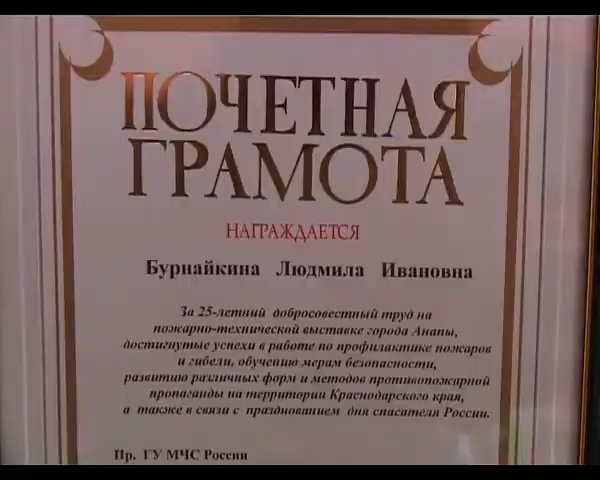 ПОЧЕТНАЯ
ГРАМОТА
НАГРАЖДАЕТСЯ
Бурнайкина Людмила Ивановна
За 25-летний добросовестный труд на
пожарно-технической выставке города Анапы,
достигнутые успехи в работе по профилактике пожаров
и гибели, обучению мерам безопасности,
развитию различных форм и методов противопожарной
пропаганды на территории Краснодарского края,
а также в связи с празднованием дня спасателя России.
Пр. ГУ МЧС России